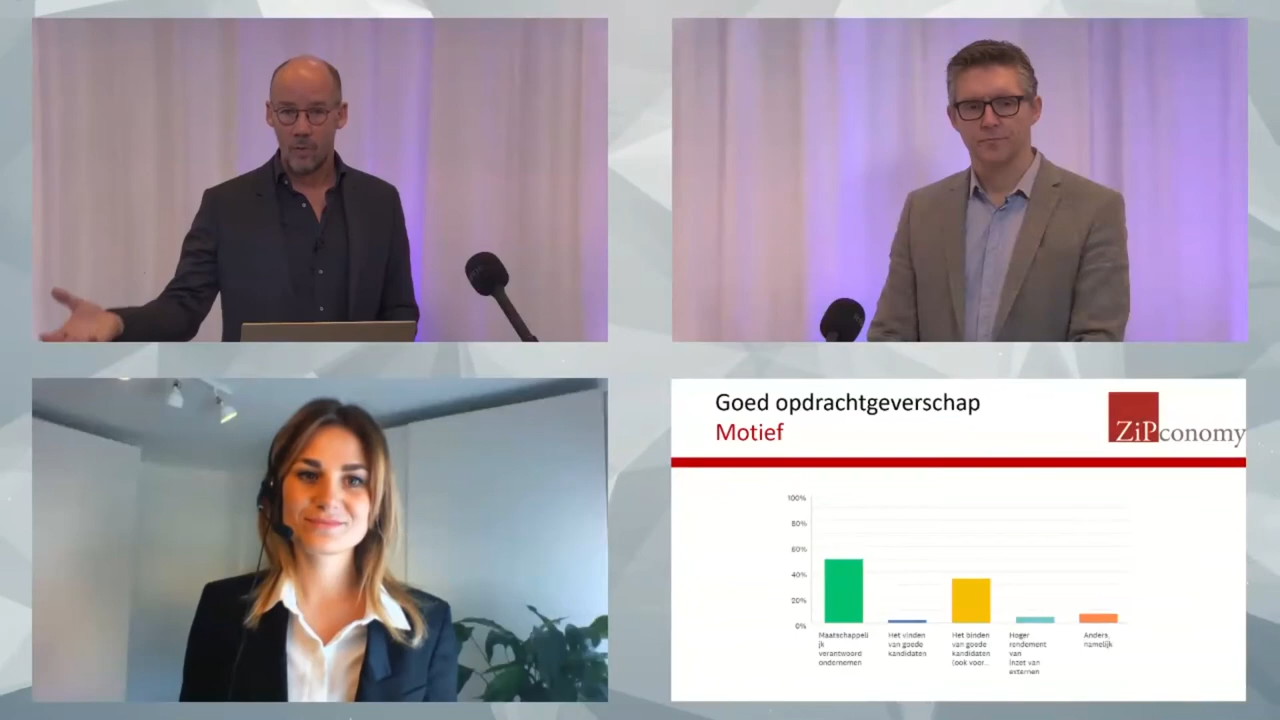 Goed opdrachtgeverschap
Motief
ZiPconomy
100%
80%
60%
40%
20%
0%
Maatschappeli
jk
verantwoord
ondernemen
Het vinden
van goede
kandidaten
Het binden
van goede
kandidaten
(ook voor...
Hoger
rendement
van
inzet van
externen
Anders,
namelijk